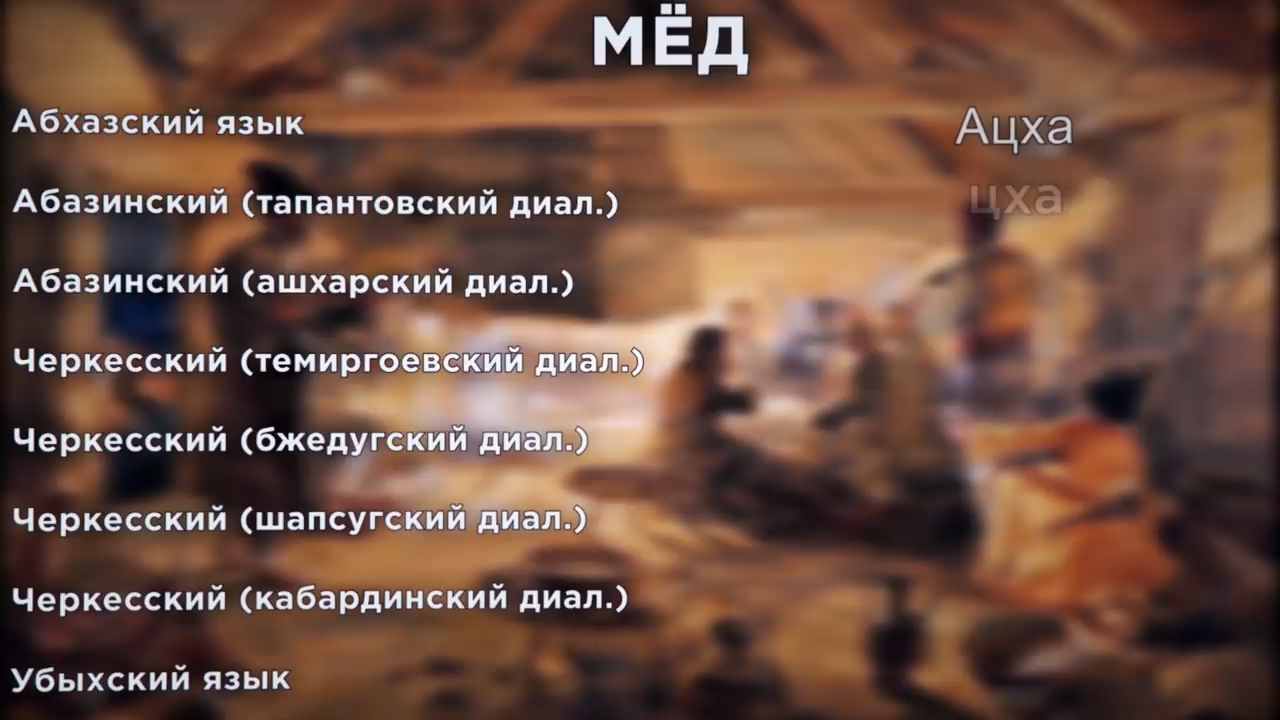 МЁД
Абхазский язык Ацха
Абазинский (тапантовский диал.) цха
Абазинский (ашхарский диал.)
Черкесский (темиргоевский диал.)
Черкесский (бжедугский диал.)
Черкесский (шапсугский диал.)
Черкесский (кабардинский диал.)
Убыхский язык